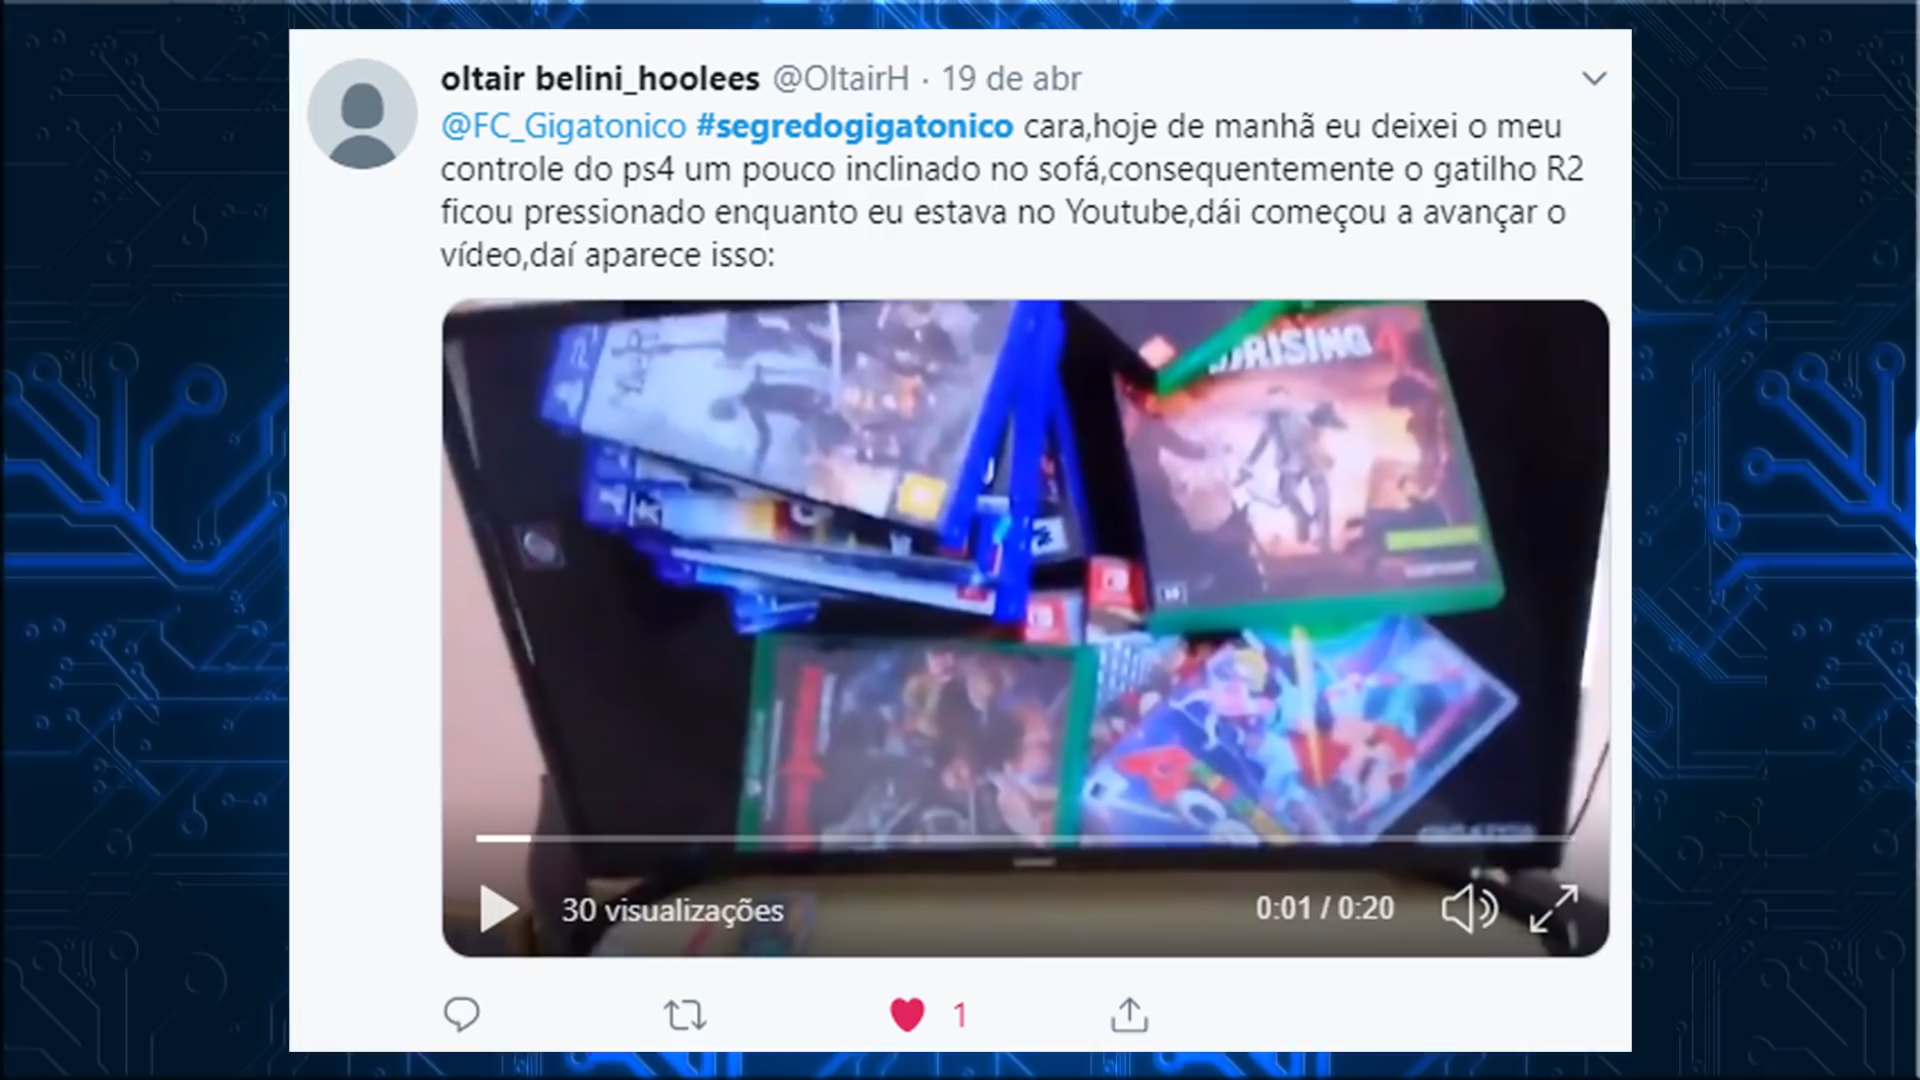 oltair belini_hoolees @OltairH · 19 de abr
@FC_Gigatonico #segredogigatonico cara,hoje de manhã eu deixei o meu
controle do ps4 um pouco inclinado no sofá,consequentemente o gatilho R2
ficou pressionado enquanto eu estava no Youtube,dái começou a avançar o
vídeo,daí aparece isso:
RISING 4
30 visualizações
0:01 / 0:20
1